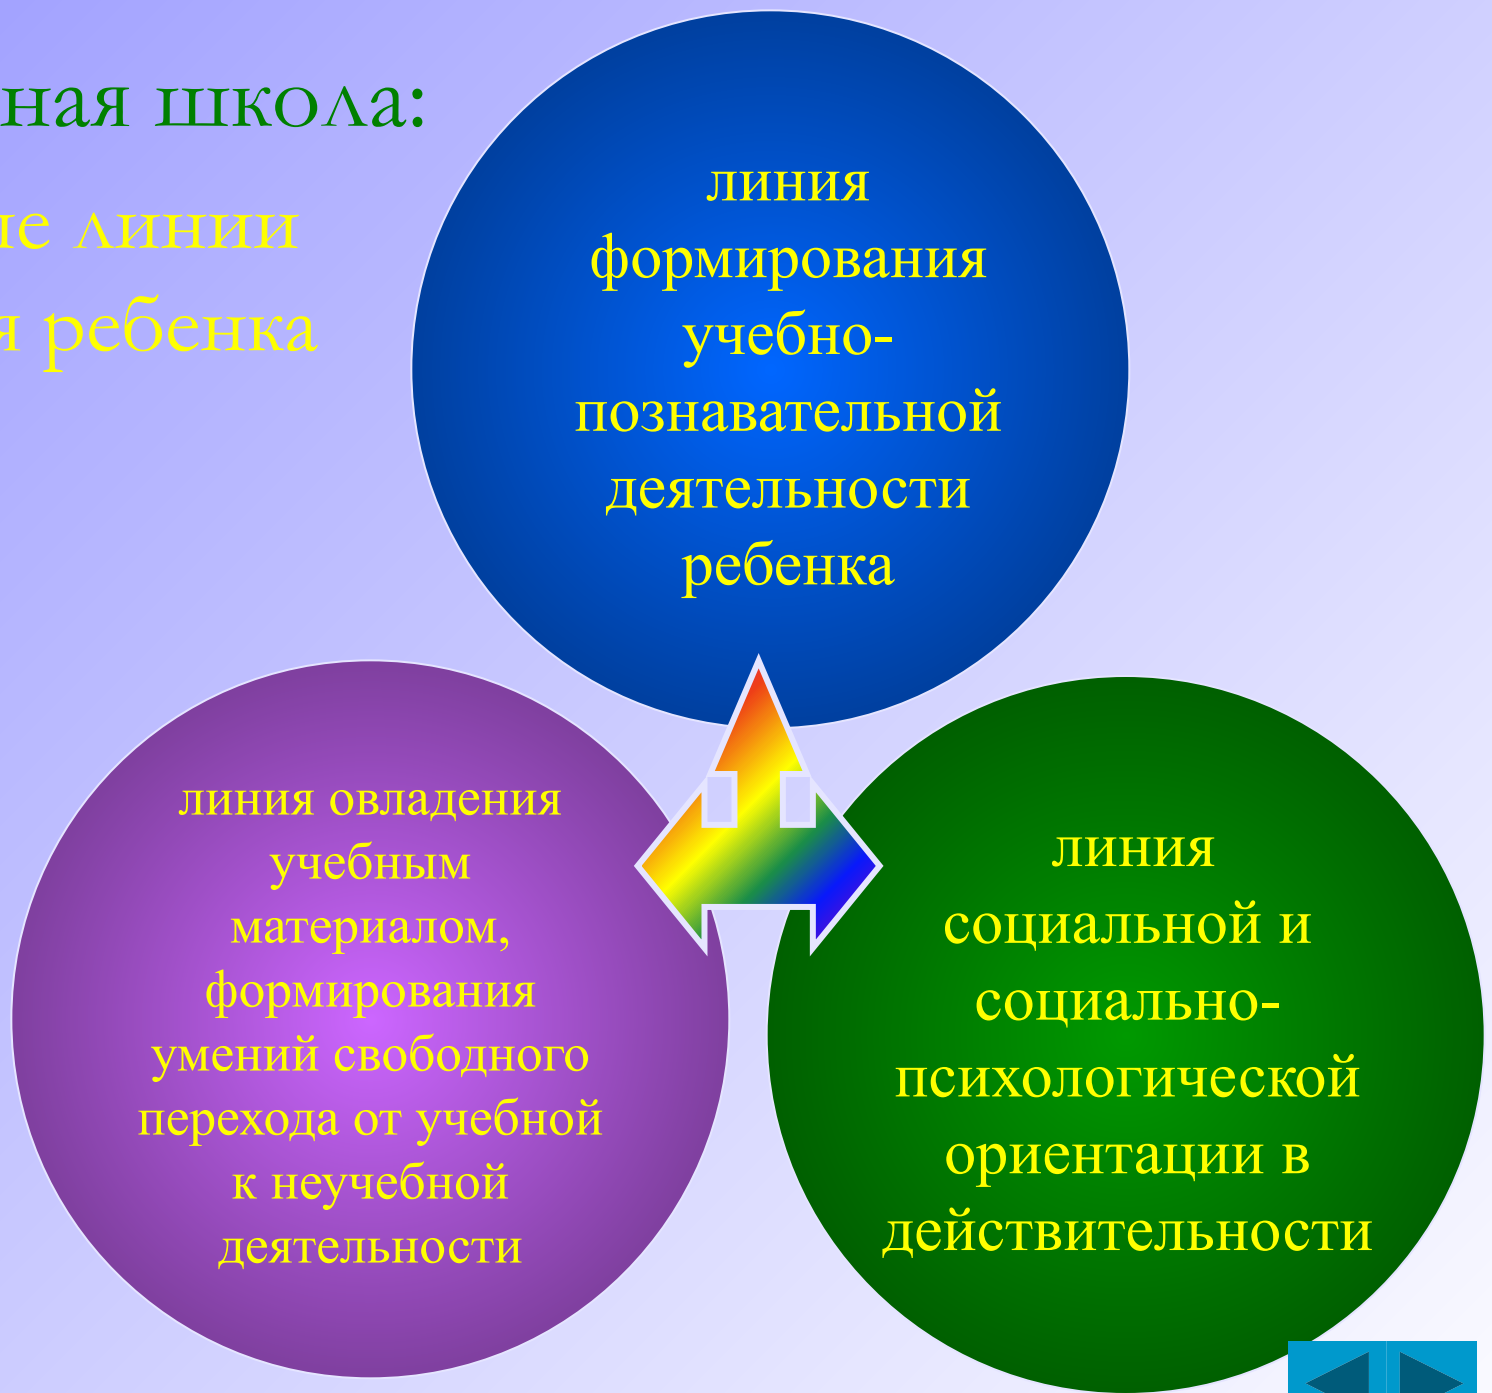 ная школа:
линии
ребенка
линия
формирования
учебно-
познавательной
деятельности
ребенка
линия овладения
учебным
материалом,
формирования
умений свободного
перехода от учебной
к неучебной
деятельности
линия
социальной и
социально-
психологической
ориентации в
действительности